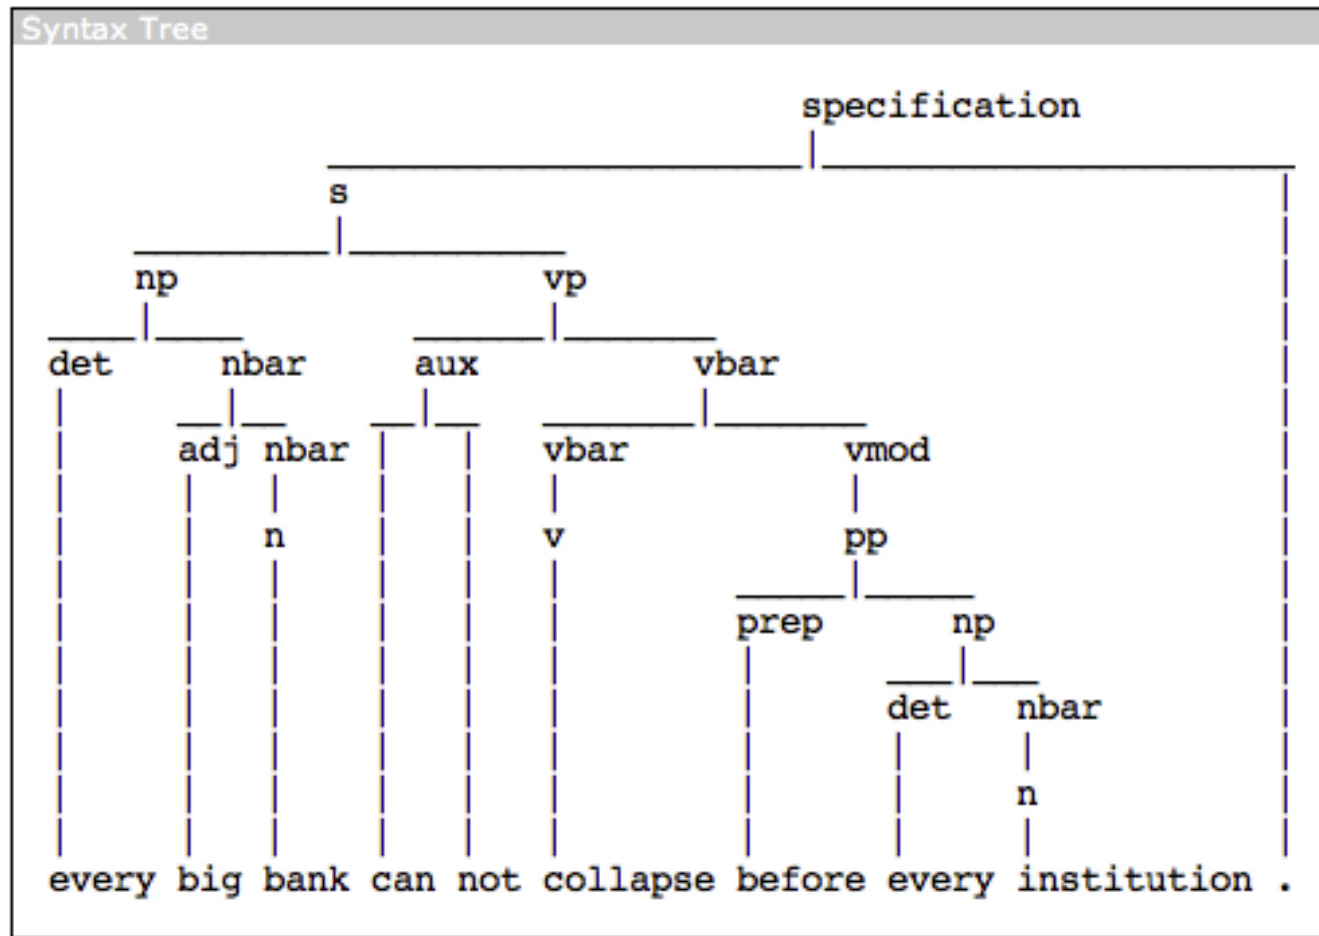 Syntax Tree
specification
s
np vp
det nbar aux vbar
adj nbar vbar vmod
n v pp
prep np
det nbar
n
every big bank can not collapse before every institution .